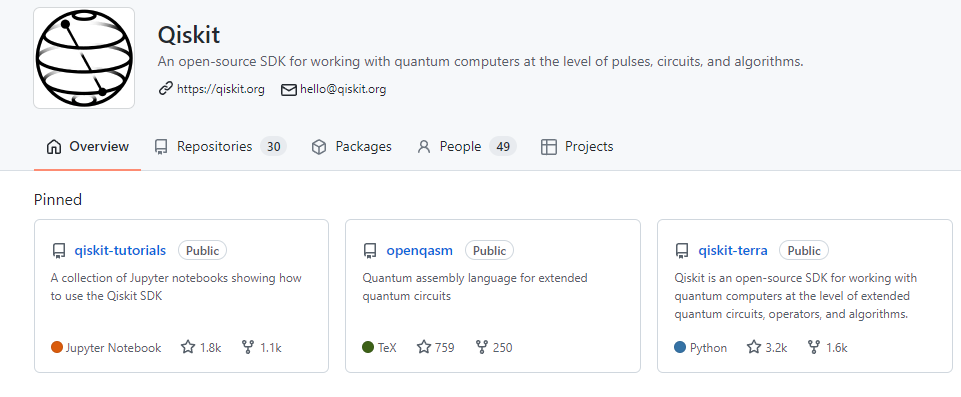 Qiskit
An open-source SDK for working with quantum computers at the level of pulses, circuits, and algorithms.
https://qiskit.org hello@qiskit.org
Overview Repositories 30 Packages People 49 Projects
Pinned
qiskit-tutorials Public
A collection of Jupyter notebooks showing how
to use the Qiskit SDK
Jupyter Notebook 1.8k 1.1k
openqasm Public
Quantum assembly language for extended
quantum circuits
TeX 759 250
qiskit-terra Public
Qiskit is an open-source SDK for working with
quantum computers at the level of extended
quantum circuits, operators, and algorithms.
Python 3.2k 1.6k